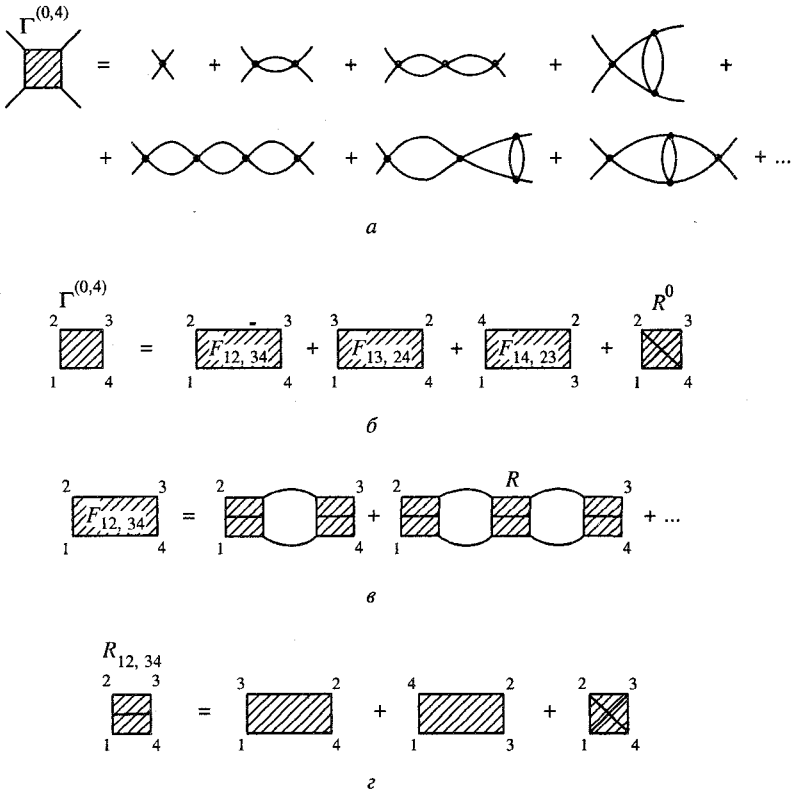 Γ^(0,4)
= + + + +
+ + + + ...
а
Γ^(0,4) R^0
2 3 2 3 3 2 4 2 2 3
= F_12, 34 + F_13, 24 + F_14, 23 +
1 4 1 4 1 4 1 3 1 4
б
2 3 2 3 2 R 3
F_12, 34 = + + ...
1 4 1 4 1 4
в
R_12, 34
2 3 3 2 4 2 2 3
= + +
1 4 1 4 1 3 1 4
г